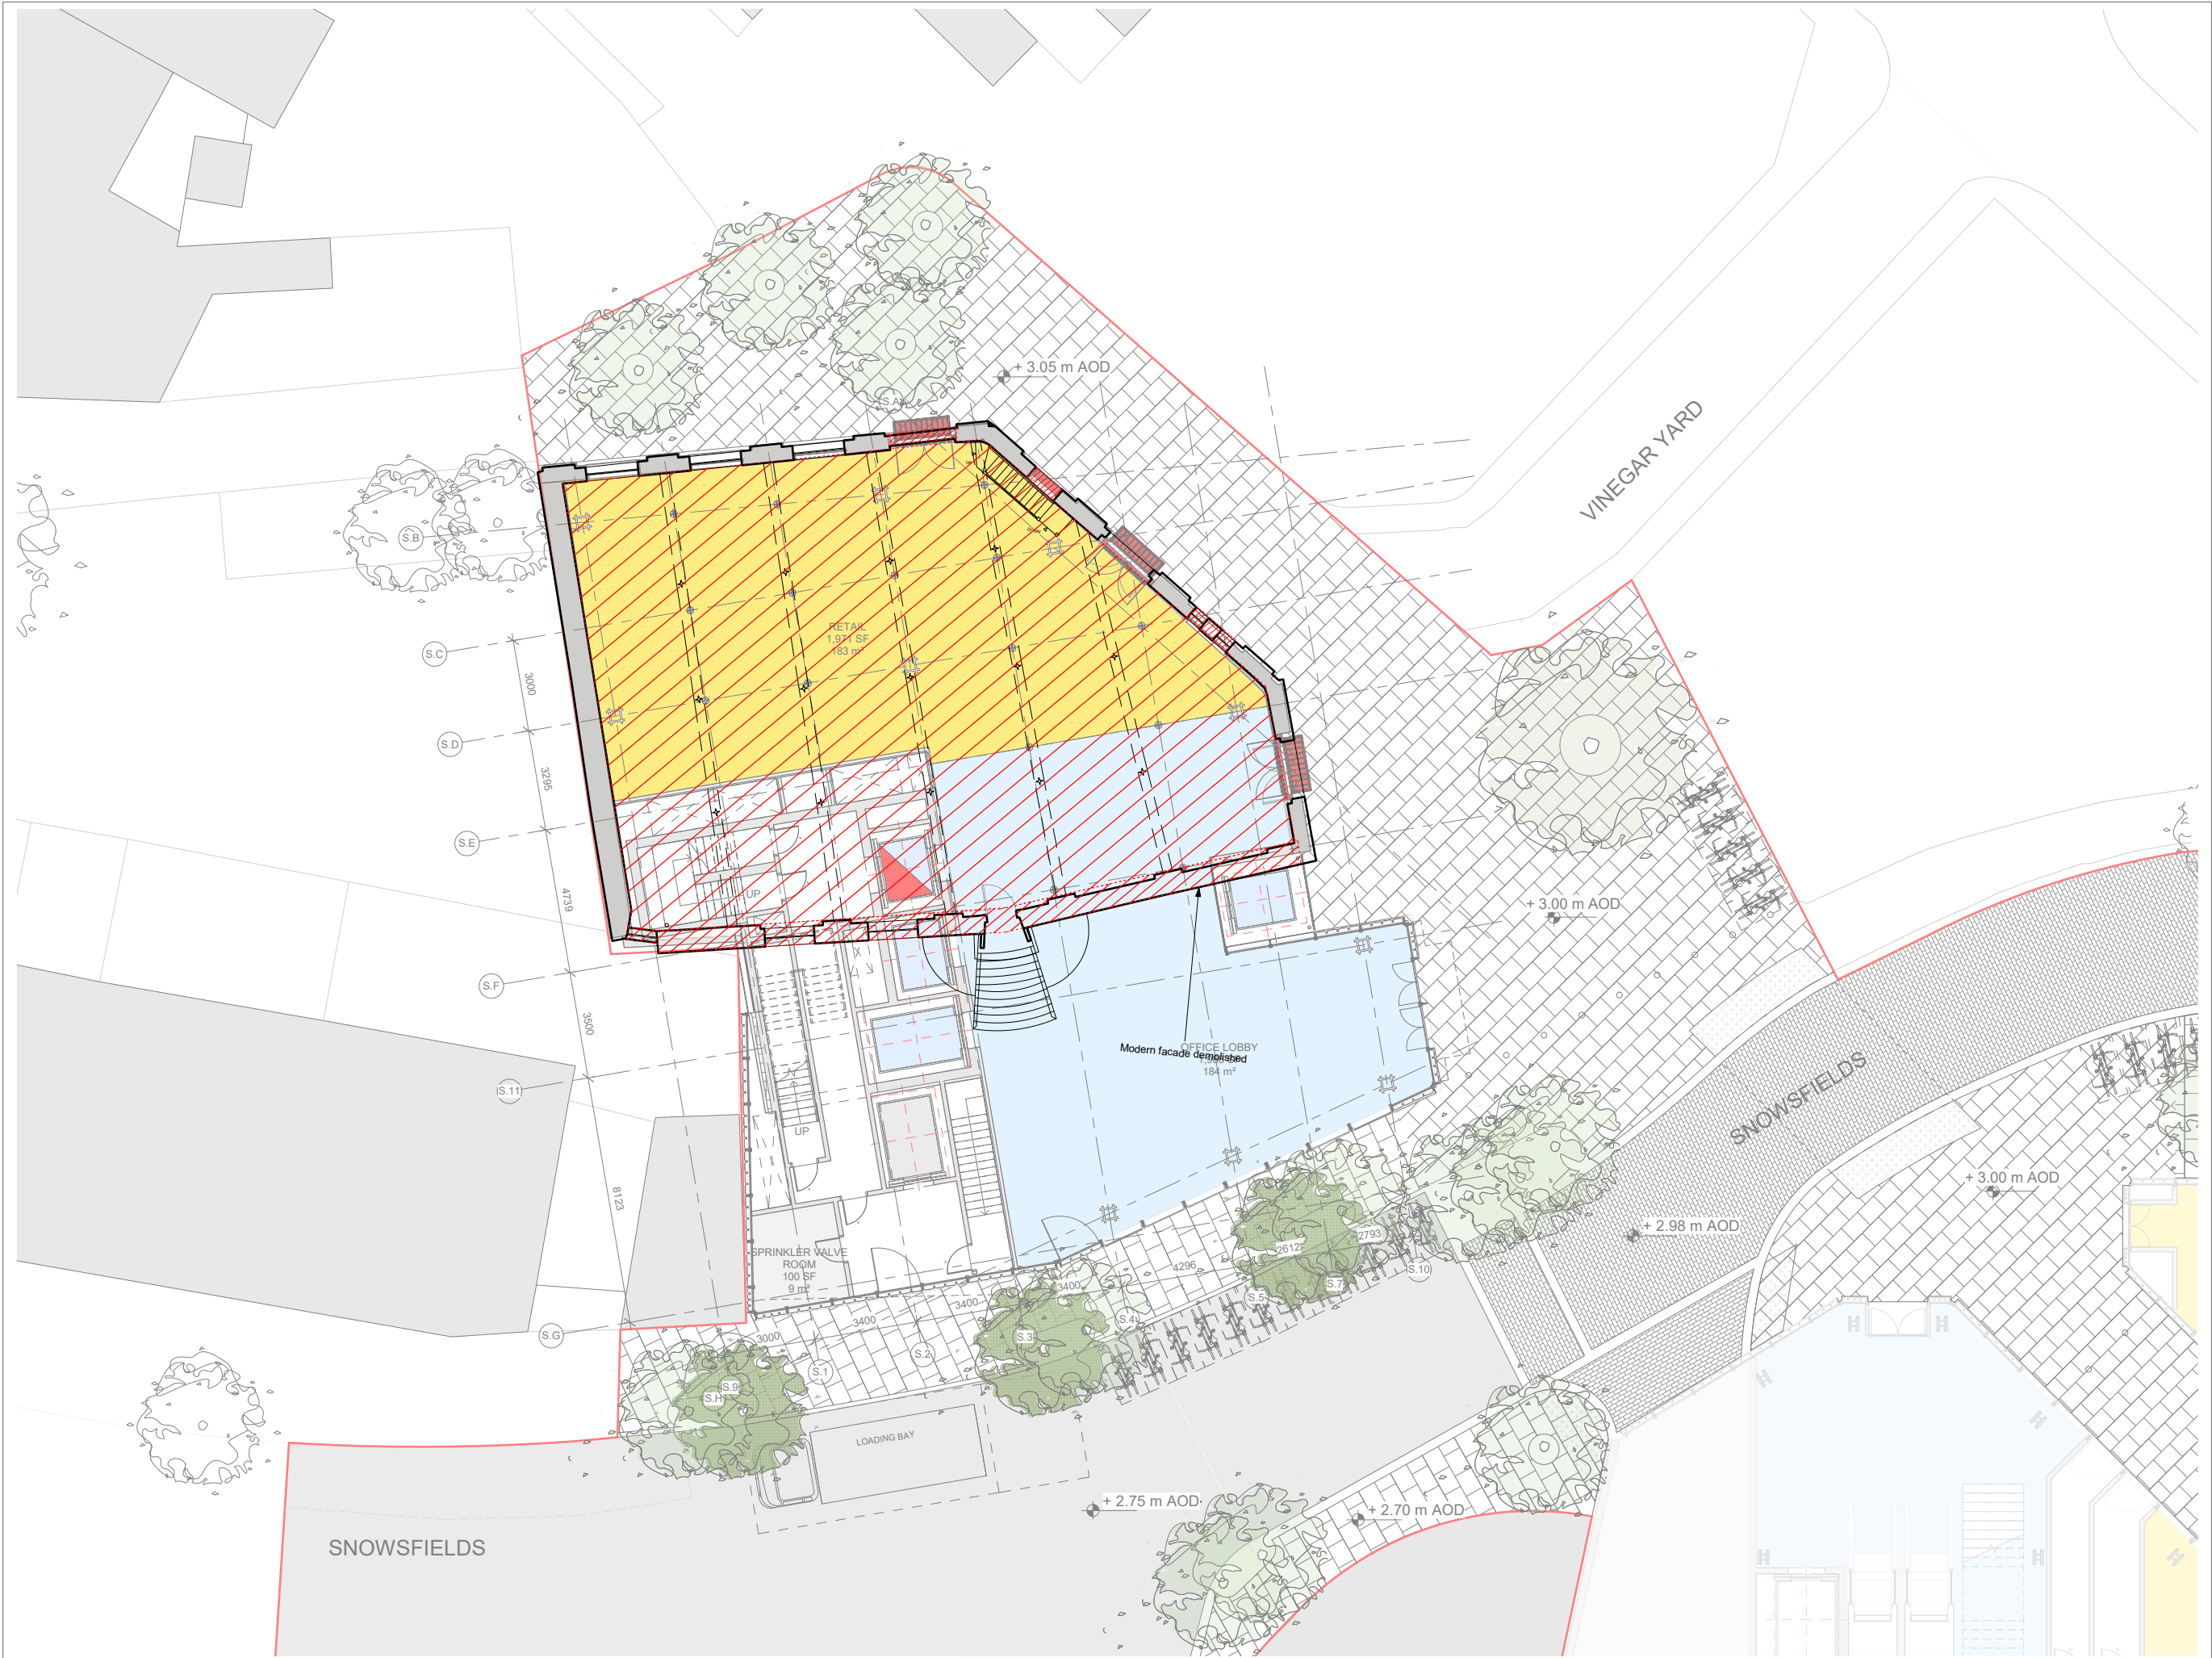 + 3.05 m AOD
S.A
VINEGAR YARD
S.B
RETAIL
1,971 SF
183 m²
S.C
3000
S.D
3295
S.E
4739
UP
+ 3.00 m AOD
S.F
3500
Modern facade demolished
OFFICE LOBBY
184 m²
S.11
UP
SNOWSFIELDS
8123
+ 3.00 m AOD
+ 2.98 m AOD
SPRINKLER VALVE
ROOM
100 SF
9 m²
2612
2793
4296
S.10
3400
S.7
S.5
3400
S.4
3400
S.3
3000
S.G
S.2
S.1
S.9
S.H
LOADING BAY
+ 2.75 m AOD
+ 2.70 m AOD
SNOWSFIELDS